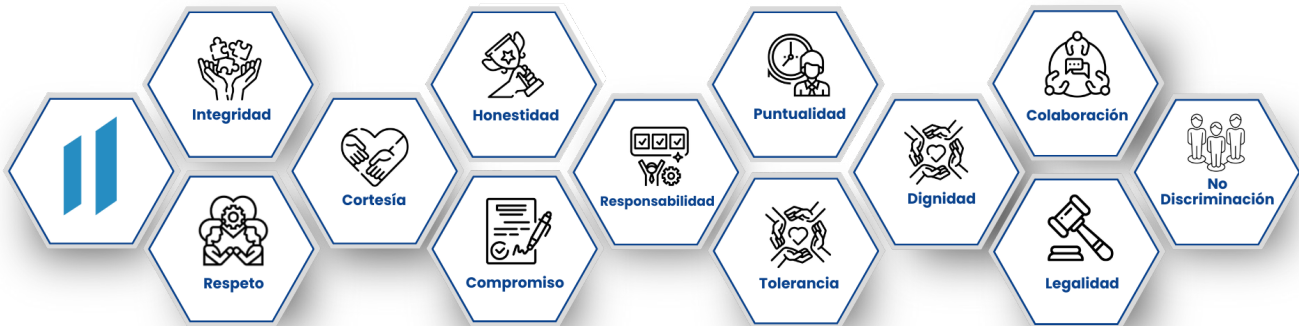 Integridad
Respeto
Cortesía
Honestidad
Compromiso
Responsabilidad
Puntualidad
Tolerancia
Dignidad
Colaboración
Legalidad
No
Discriminación